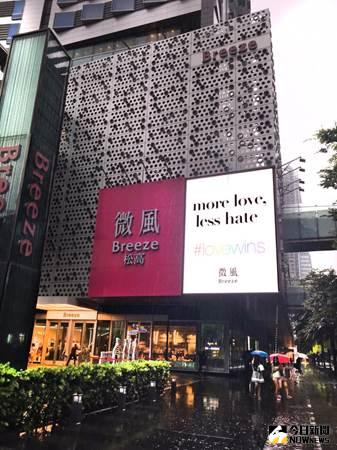 Breeze
Breeze
Breeze
微風
Breeze
松高
more love,
less hate
#lovewins
微風
Breeze
Breeze
今日新聞
NOWNEWS